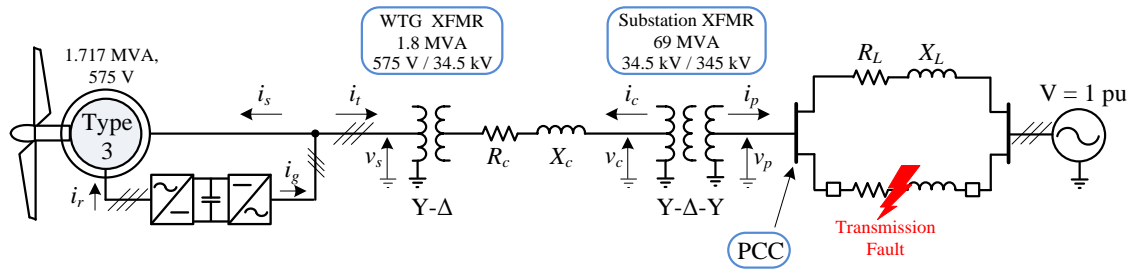 WTG XFMR
1.8 MVA
575 V / 34.5 kV
Substation XFMR
69 MVA
34.5 kV / 345 kV
1.717 MVA,
575 V
Type
3
i_s
i_t
i_c
i_p
R_L
X_L
V = 1 pu
i_r
i_g
v_s
R_c
X_c
v_c
v_p
Y-Δ
Y-Δ-Y
PCC
Transmission
Fault